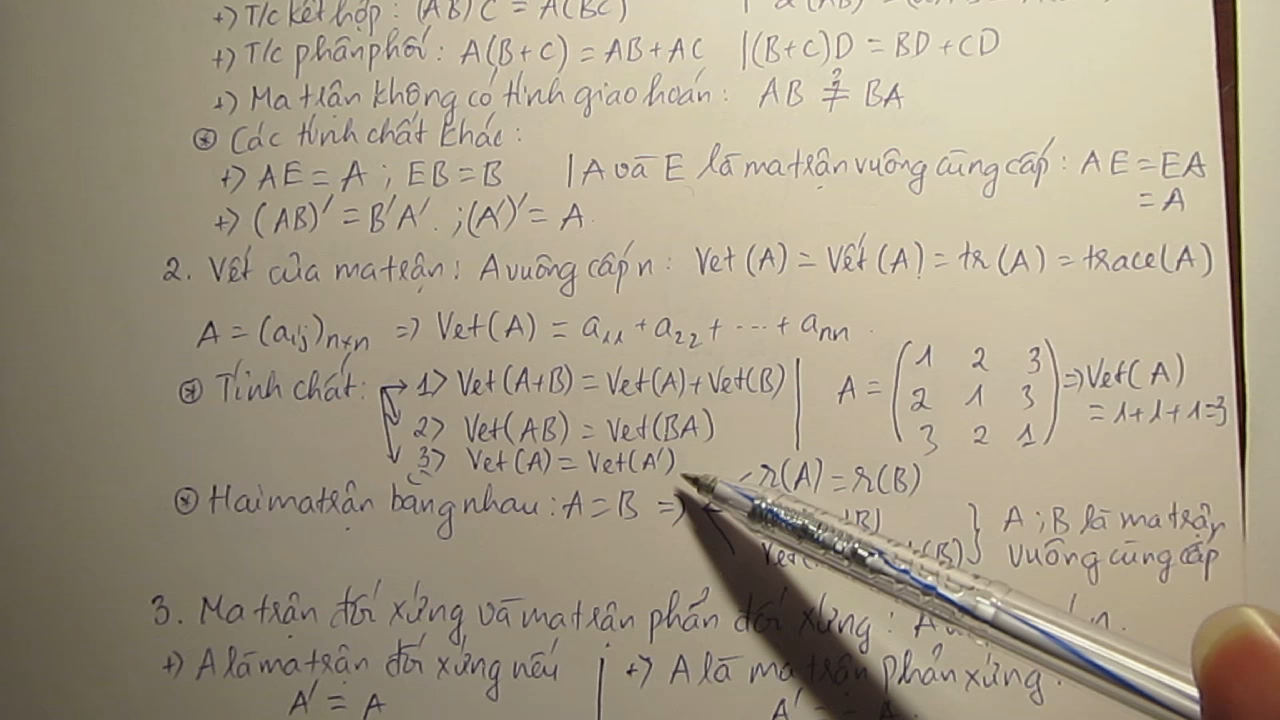 +) T/c kết hợp: (AB)C = A(BC) |
+) T/c phân phối: A(B+C) = AB+AC |(B+C)D = BD+CD
+) Ma trận không có tính giao hoán: AB ≠ BA
⊛ Các tính chất khác:
+) AE = A ; EB = B | A và E là ma trận vuông cùng cấp: AE = EA
= A
+) (AB)' = B'A'. ; (A')' = A.
2. Vết của ma trận: A vuông cấp n: Vet(A) = Vết(A) = tr(A) = trace(A)
A = (aij)n×n => Vet(A) = a11 + a22 + ... + ann.
⊛ Tính chất: 1> Vet(A+B) = Vet(A)+Vet(B) | A = (1 2 3 => Vet(A)
2 1 3 = 1+1+1=3
2> Vet(AB) = Vet(BA) 3 2 1)
3> Vet(A) = Vet(A')
r(A) = r(B)
⊛ Hai ma trận bằng nhau: A = B => (B) } A ; B là ma trận
(B) vuông cùng cấp
3. Ma trận đối xứng và ma trận phản đối xứng: A n.
+) A là ma trận đối xứng nếu | +) A là ma trận phản xứng.
A' = A | A' = - A.